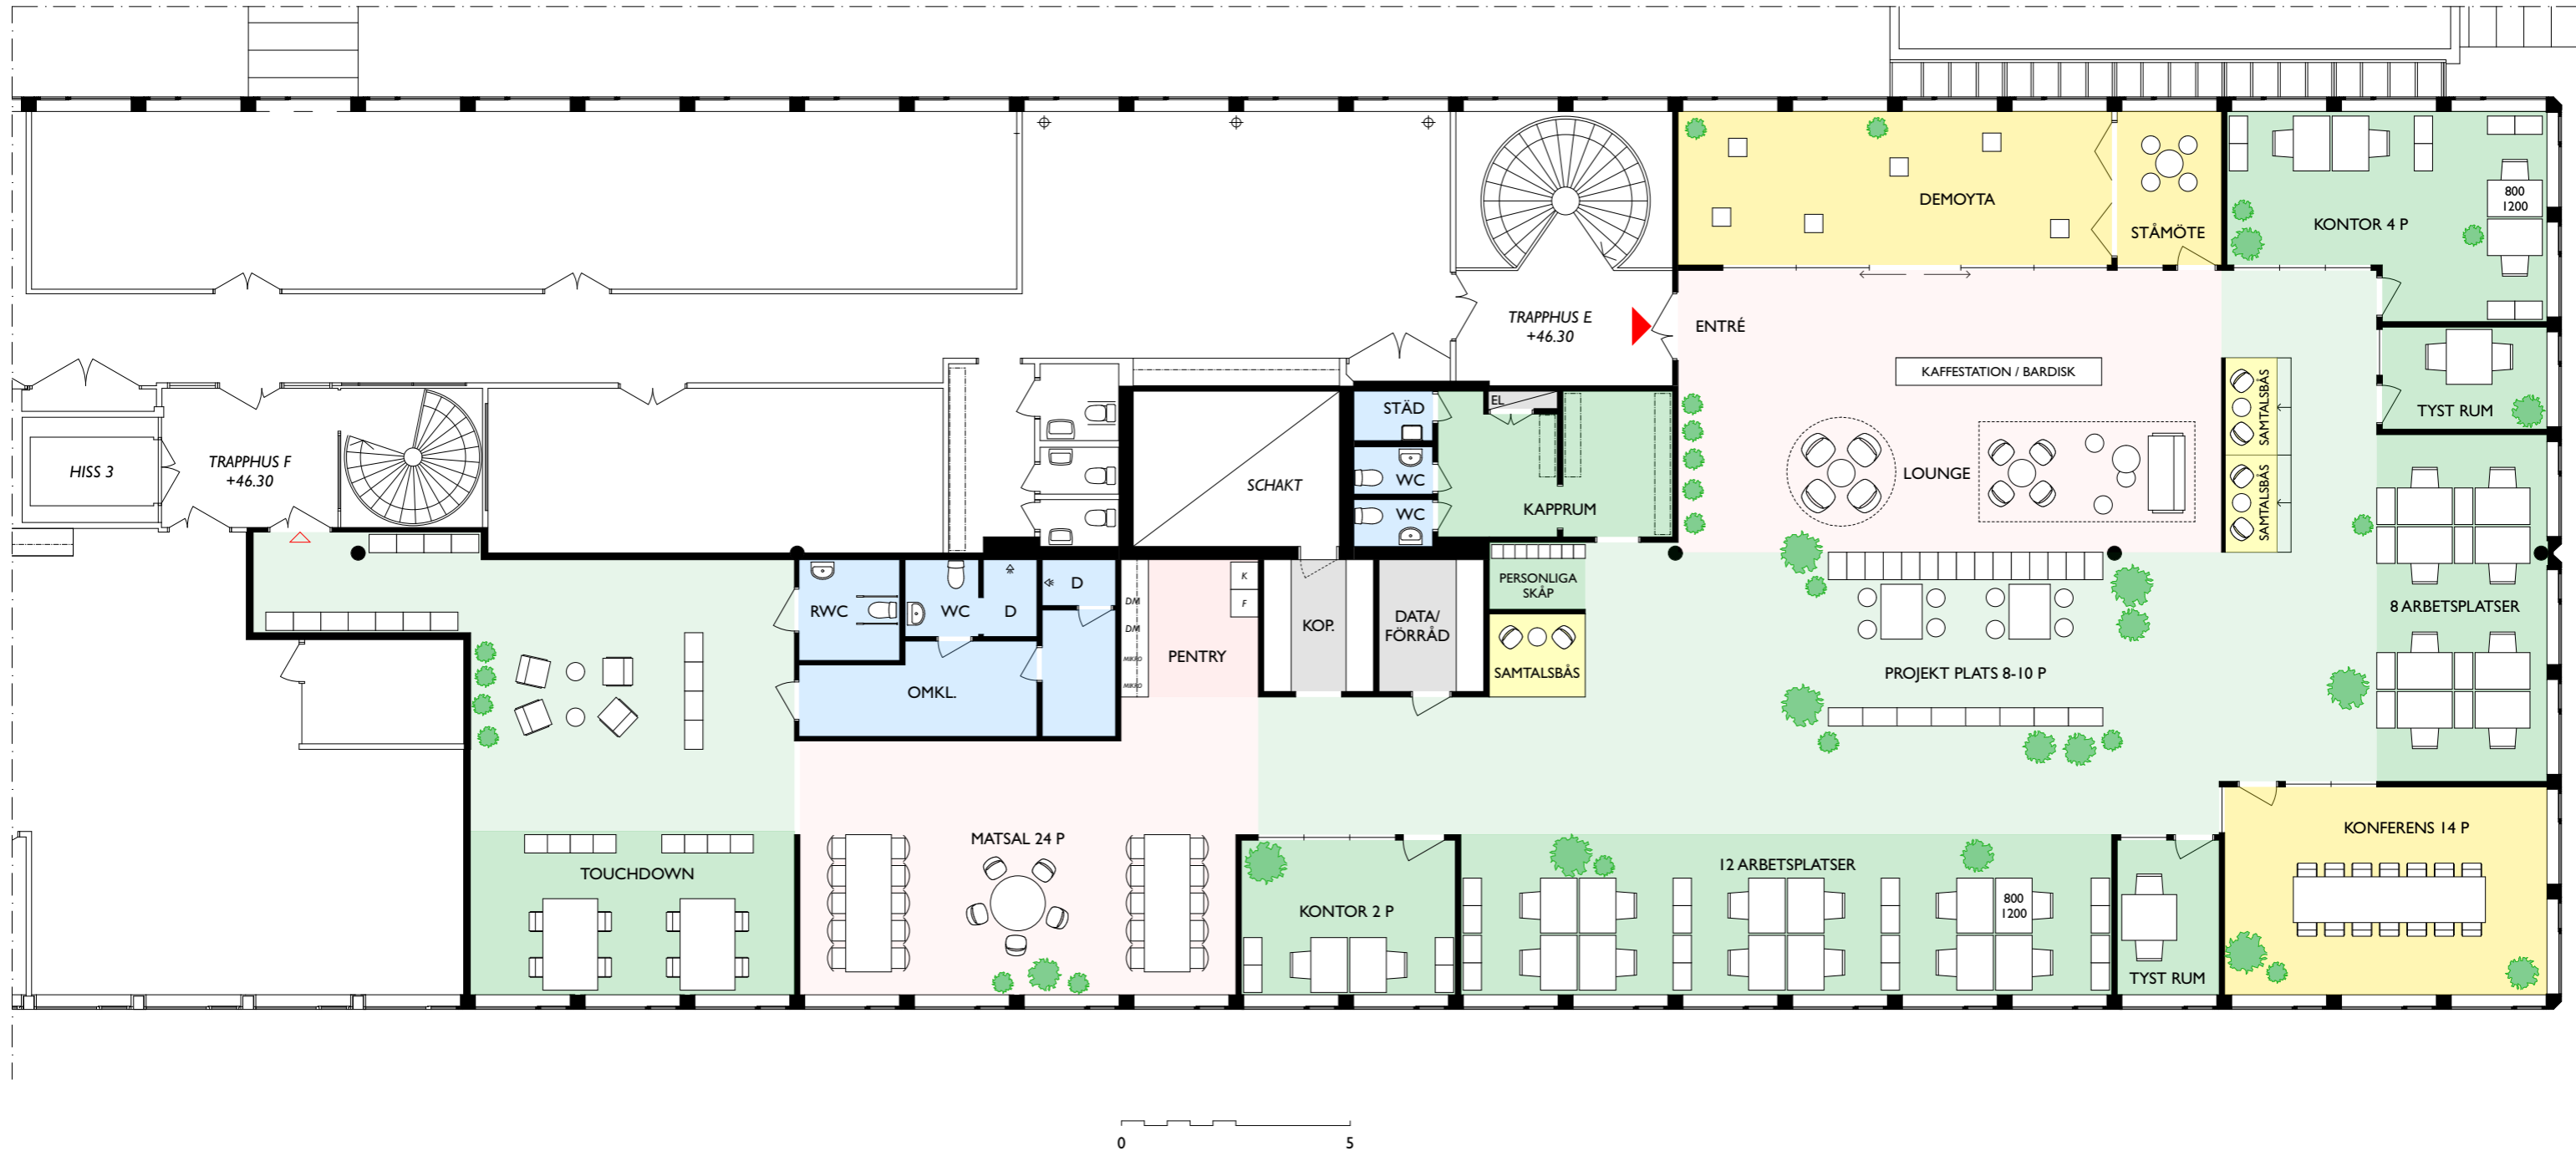 DEMOYTA
STÅMÖTE
KONTOR 4 P
800
1200
TRAPPHUS E
+46.30
ENTRÉ
KAFFESTATION / BARDISK
SAMTALSBÅS
TYST RUM
STÄD
EL
HISS 3
TRAPPHUS F
+46.30
SCHAKT
WC
KAPPRUM
LOUNGE
SAMTALSBÅS
WC
RWC
WC
D
D
DM
DM
MIKRO
MIKRO
K
F
PENTRY
KOP.
DATA/
FÖRRÅD
PERSONLIGA
SKÅP
SAMTALSBÅS
PROJEKT PLATS 8-10 P
8 ARBETSPLATSER
OMKL.
TOUCHDOWN
MATSAL 24 P
KONTOR 2 P
12 ARBETSPLATSER
800
1200
TYST RUM
KONFERENS 14 P
0
5